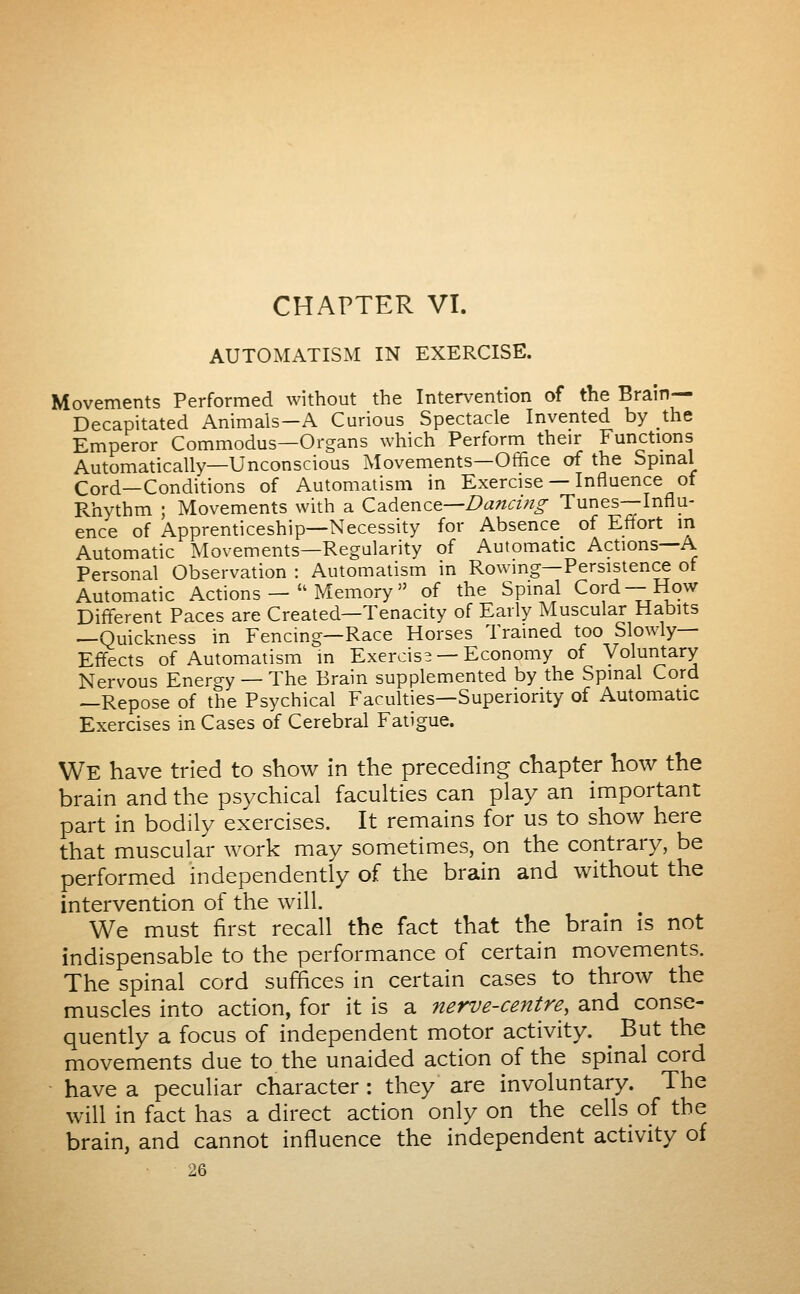 CHAPTER VI.
AUTOMATISM IN EXERCISE.
Movements Performed without the Intervention of the Brain—
Decapitated Animals—A Curious Spectacle Invented by the
Emperor Commodus—Organs which Perform their Functions
Automatically—Unconscious Movements—Office of the Spinal
Cord—Conditions of Automatism in Exercise — Influence of
Rhythm ; Movements with a Cadence—Dancing Tunes—Influ-
ence of Apprenticeship—Necessity for Absence of Effort in
Automatic Movements—Regularity of Automatic Actions—A
Personal Observation : Automatism in Rowing—Persistence of
Automatic Actions — “ Memory ” of the Spinal Cord — How
Different Paces are Created—Tenacity of Early Muscular Habits
—Quickness in Fencing—Race Horses Trained too Slowly—
Effects of Automatism in Exercise — Economy of Voluntary
Nervous Energy — The Brain supplemented by the Spinal Cord
—Repose of the Psychical Faculties—Superiority of Automatic
Exercises in Cases of Cerebral Fatigue.
WE have tried to show in the preceding chapter how the
brain and the psychical faculties can play an important
part in bodily exercises. It remains for us to show here
that muscular work may sometimes, on the contrary, be
performed independently of the brain and without the
intervention of the will.
We must first recall the fact that the brain is not
indispensable to the performance of certain movements.
The spinal cord suffices in certain cases to throw the
muscles into action, for it is a nerve-centre, and conse-
quently a focus of independent motor activity. But the
movements due to the unaided action of the spinal cord
have a peculiar character : they are involuntary. The
will in fact has a direct action only on the cells of the
brain, and cannot influence the independent activity of
26